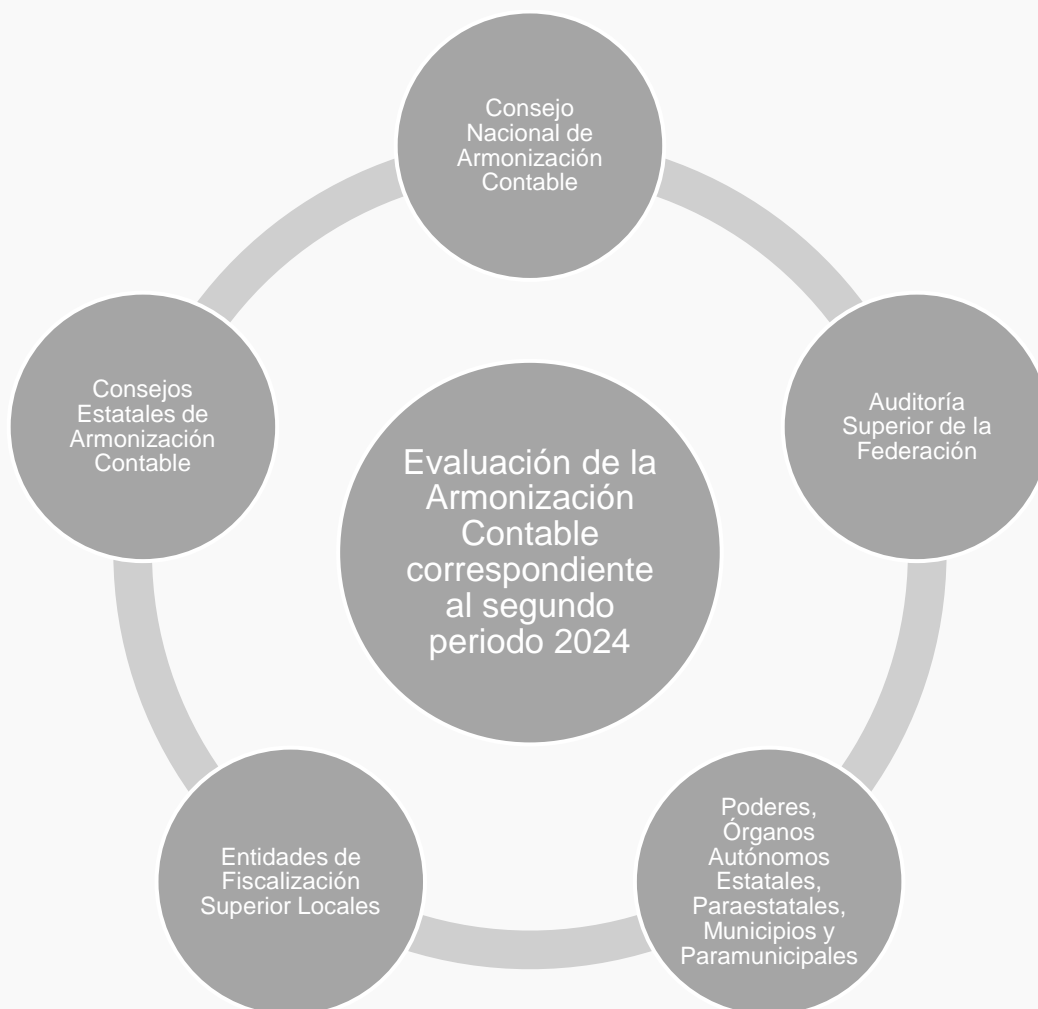 Consejo
Nacional de
Armonización
Contable
Auditoría
Superior de la
Federación
Poderes,
Órganos
Autónomos
Estatales,
Paraestatales,
Municipios y
Paramunicipales
Entidades de
Fiscalización
Superior Locales
Consejos
Estatales de
Armonización
Contable
Evaluación de la
Armonización
Contable
correspondiente
al segundo
periodo 2024